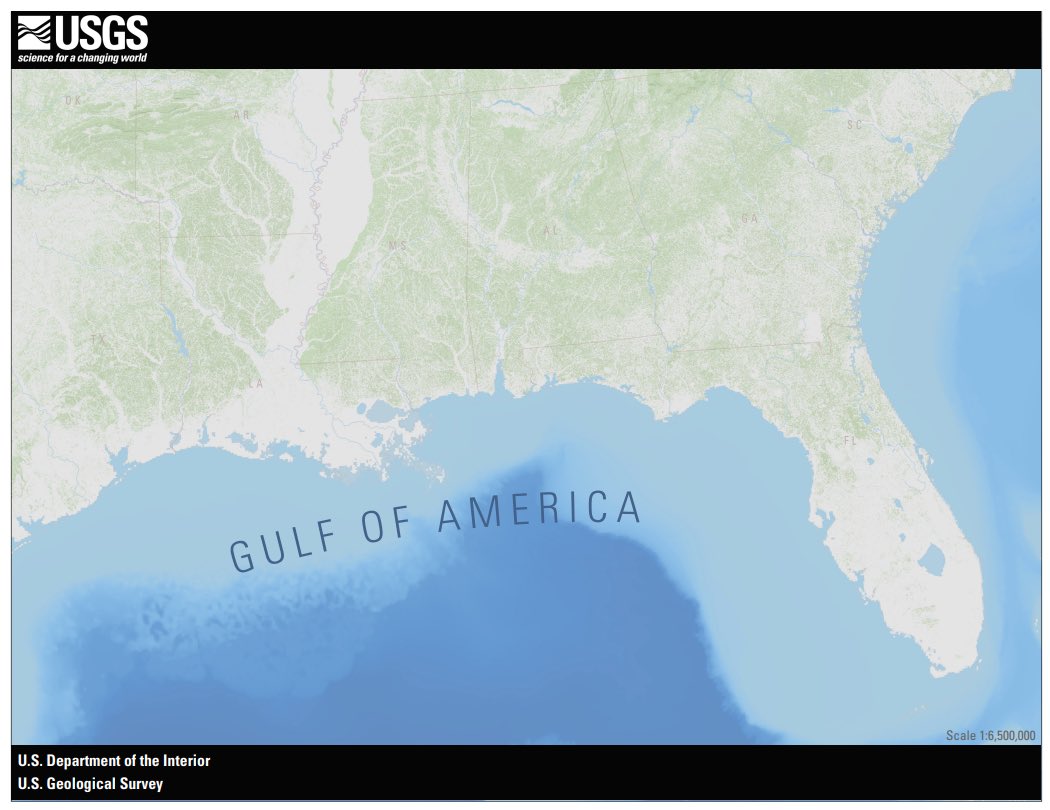 USGS
science for a changing world
OK
AR
SC
MS
AL
GA
TX
LA
FL
GULF OF AMERICA
Scale 1:6,500,000
U.S. Department of the Interior
U.S. Geological Survey